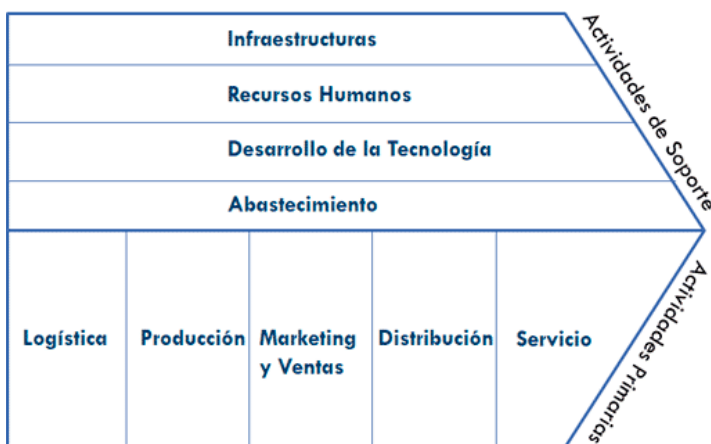 Infraestructuras
Recursos Humanos
Desarrollo de la Tecnología
Abastecimiento
Actividades de Soporte
Logística
Producción
Marketing
y Ventas
Distribución
Servicio
Actividades Primarias